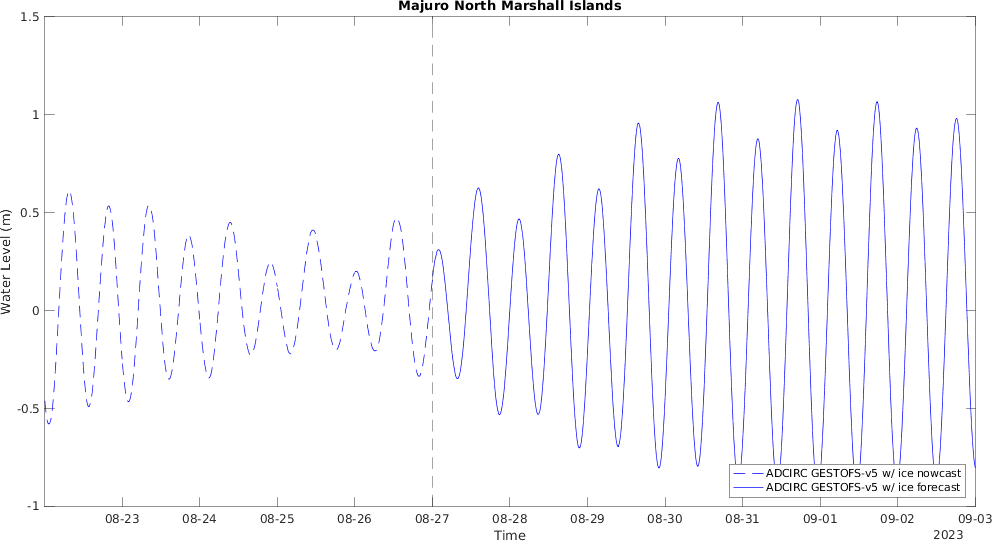 Majuro North Marshall Islands
1.5
1
0.5
0
-0.5
-1
Water Level (m)
ADCIRC GESTOFS-v5 w/ ice nowcast
ADCIRC GESTOFS-v5 w/ ice forecast
08-23 08-24 08-25 08-26 08-27 08-28 08-29 08-30 08-31 09-01 09-02 09-03
Time
2023